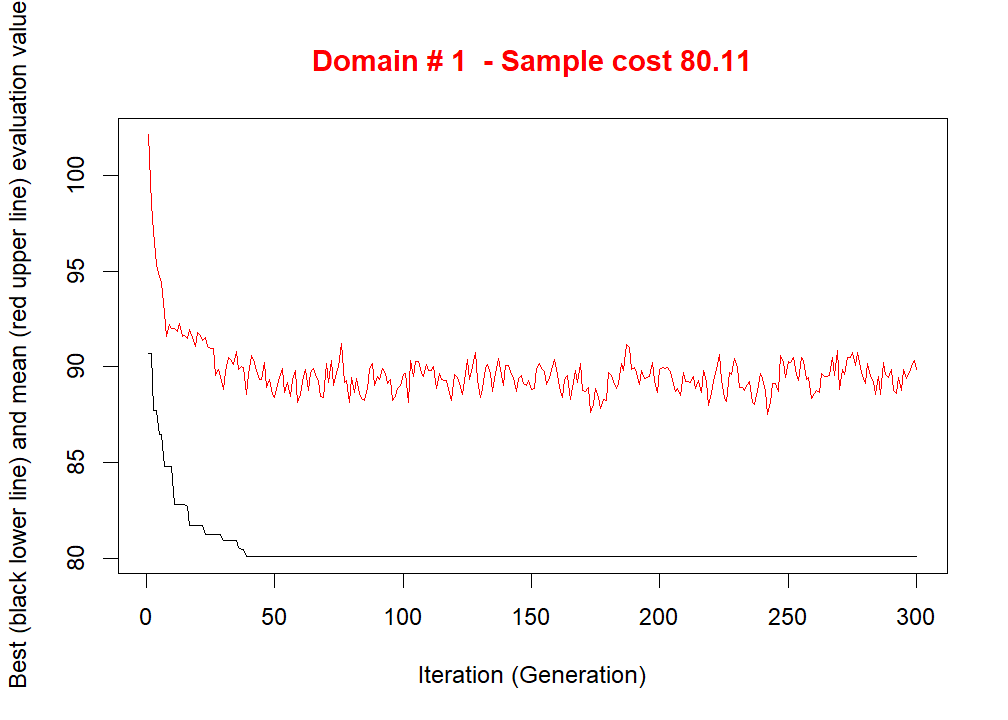 Domain # 1  - Sample cost 80.11
Best (black lower line) and mean (red upper line) evaluation value
100
95
90
85
80
0 50 100 150 200 250 300
Iteration (Generation)